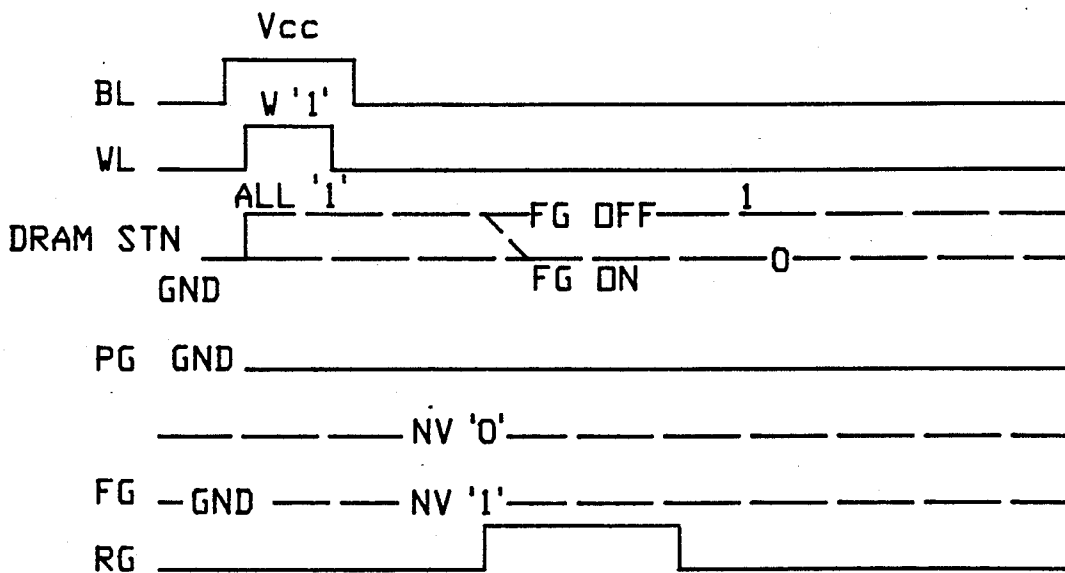 Vcc
BL
W '1'
WL
ALL '1'
DRAM STN
FG OFF
1
FG ON
0
GND
PG GND
NV '0'
FG GND NV '1'
RG